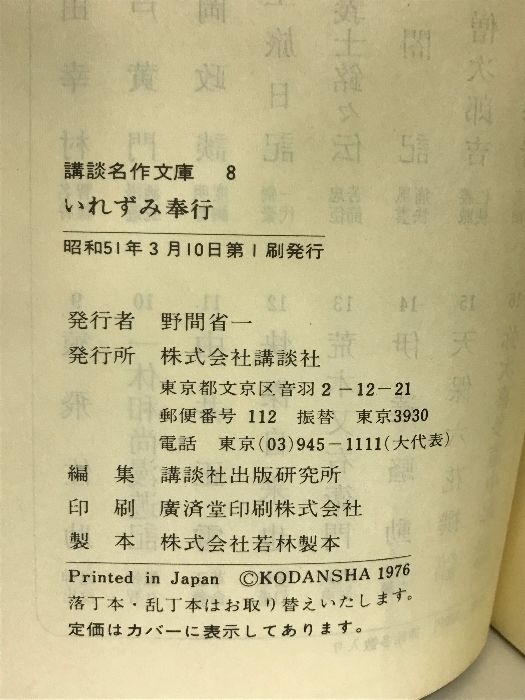 講談名作文庫 8
いれずみ奉行
昭和51年3月10日第1刷発行
発行者 野間省一
発行所 株式会社講談社
東京都文京区音羽2-12-21
郵便番号 112 振替 東京3930
電話 東京(03)945-1111(大代表)
編集 講談社出版研究所
印刷 廣済堂印刷株式会社
製本 株式会社若林製本
Printed in Japan ©KODANSHA 1976
落丁本・乱丁本はお取り替えいたします。
定価はカバーに表示してあります。